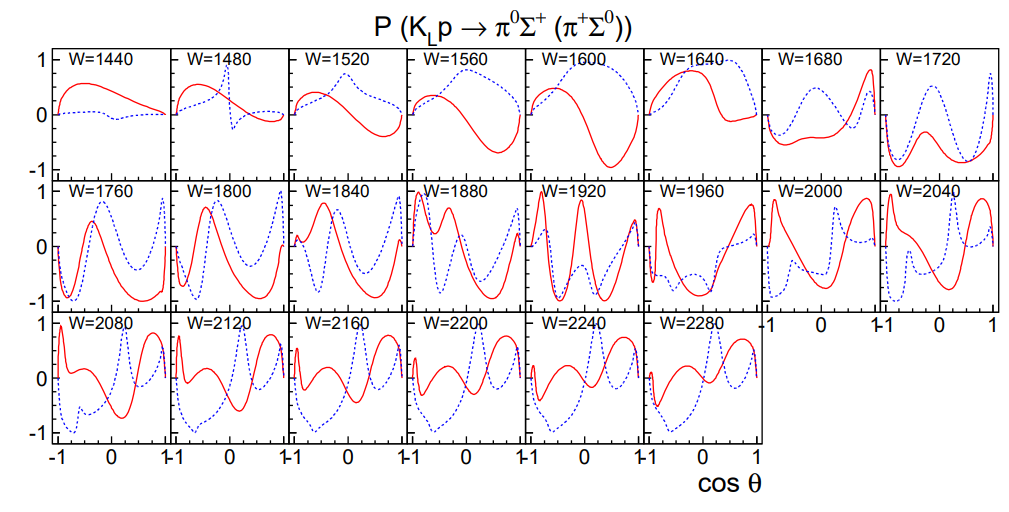 P (K_L p → π⁰Σ⁺ (π⁺Σ⁰))
W=1440 W=1480 W=1520 W=1560 W=1600 W=1640 W=1680 W=1720
1
0
-1
W=1760 W=1800 W=1840 W=1880 W=1920 W=1960 W=2000 W=2040
1
0
-1
-1 0 1 -1 0 1
W=2080 W=2120 W=2160 W=2200 W=2240 W=2280
1
0
-1
-1 0 1 -1 0 1 -1 0 1 -1 0 1 -1 0 1 -1 0 1
cos θ